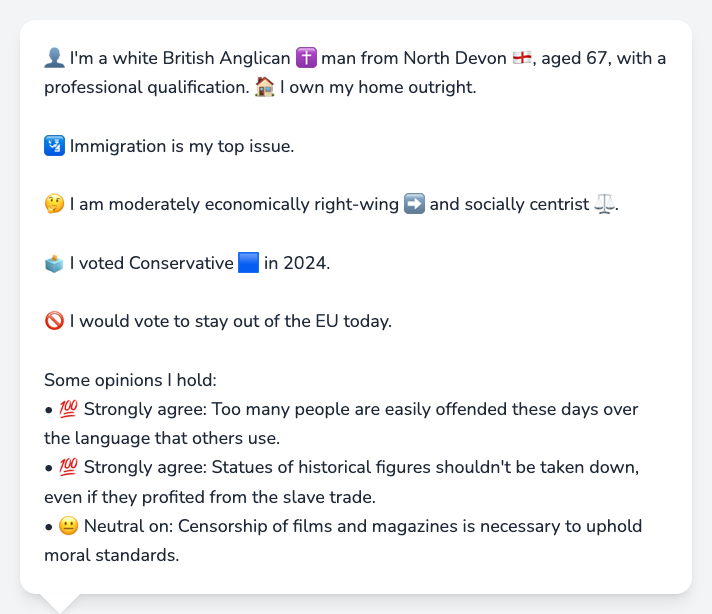 👤 I'm a white British Anglican ✝️ man from North Devon 🏴󠁧󠁢󠁥󠁮󠁧󠁿, aged 67, with a
professional qualification. 🏠 I own my home outright.
🛂 Immigration is my top issue.
🤔 I am moderately economically right-wing ➡️ and socially centrist ⚖️.
🗳️ I voted Conservative 🟦 in 2024.
🚫 I would vote to stay out of the EU today.
Some opinions I hold:
• 💯 Strongly agree: Too many people are easily offended these days over
the language that others use.
• 💯 Strongly agree: Statues of historical figures shouldn't be taken down,
even if they profited from the slave trade.
• 😐 Neutral on: Censorship of films and magazines is necessary to uphold
moral standards.